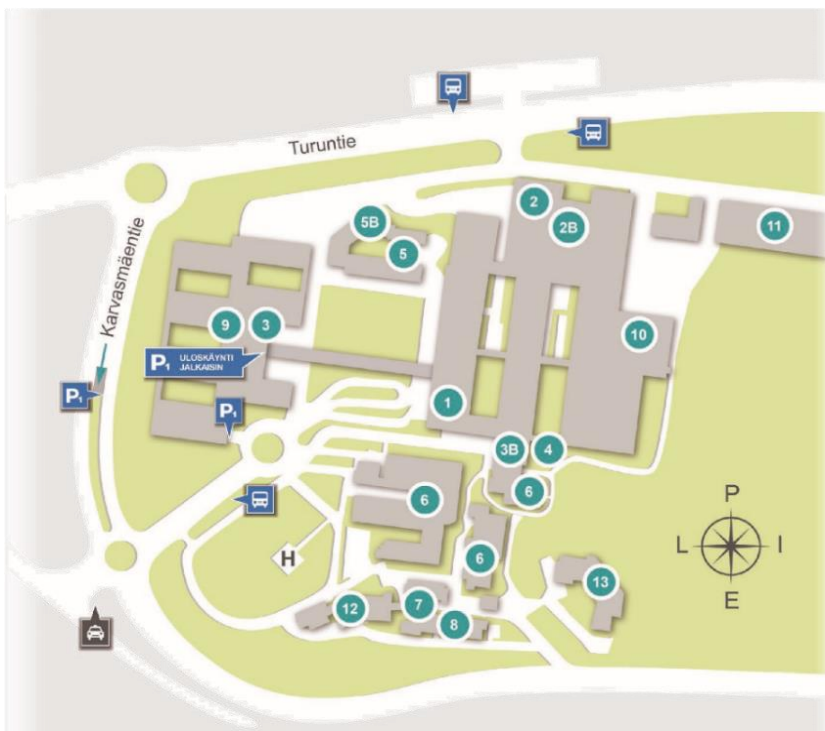 Turuntie
2
5B
2B
11
5
Karvasmäentie
9
3
10
P₁ ULOSKÄYNTI
JALKAISIN
P₁
1
P₁
3B
4
6
6
P
H
6
L
I
13
E
12
7
8